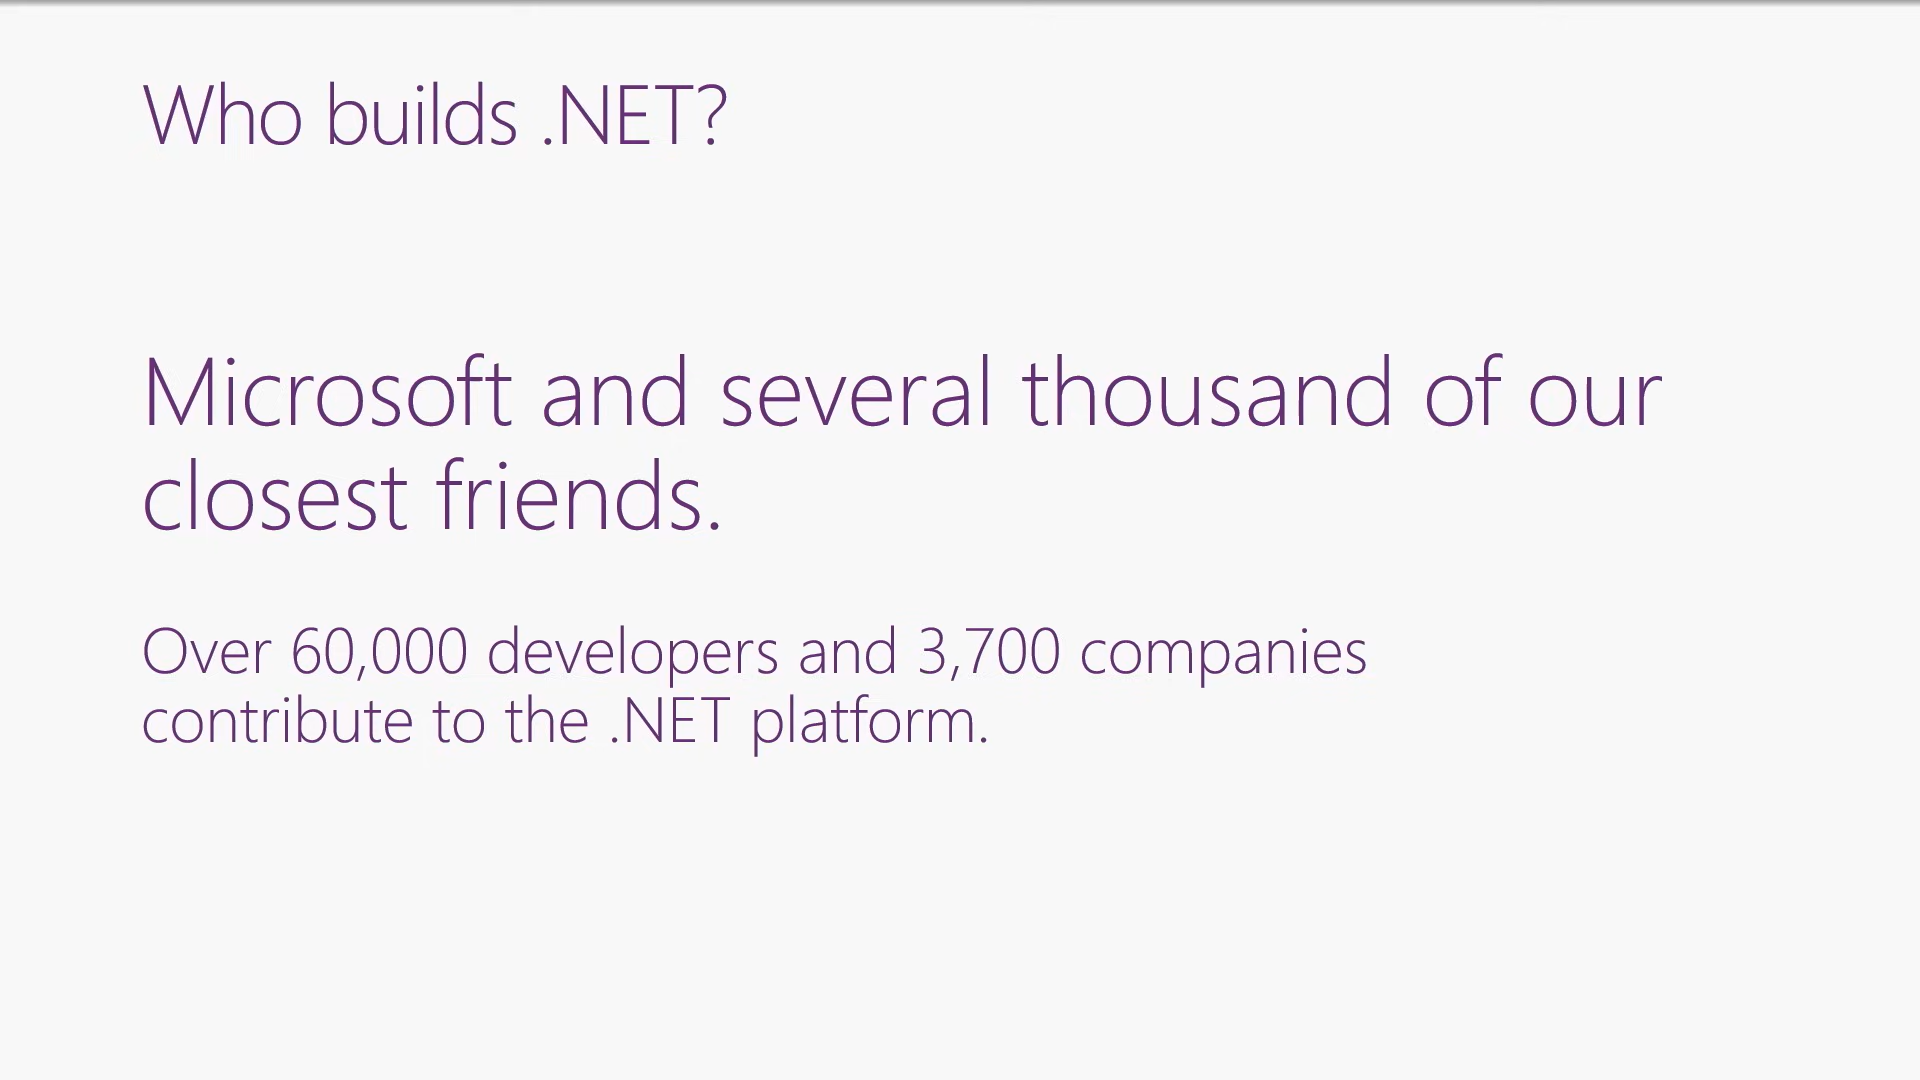 Who builds .NET?
Microsoft and several thousand of our
closest friends.
Over 60,000 developers and 3,700 companies
contribute to the .NET platform.